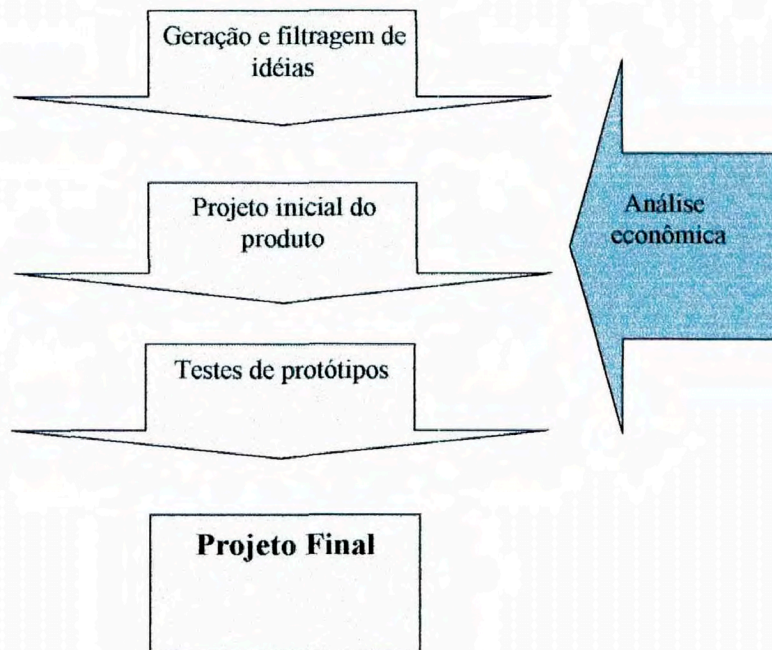 Geração e filtragem de
idéias
Projeto inicial do
produto
Análise
econômica
Testes de protótipos
Projeto Final